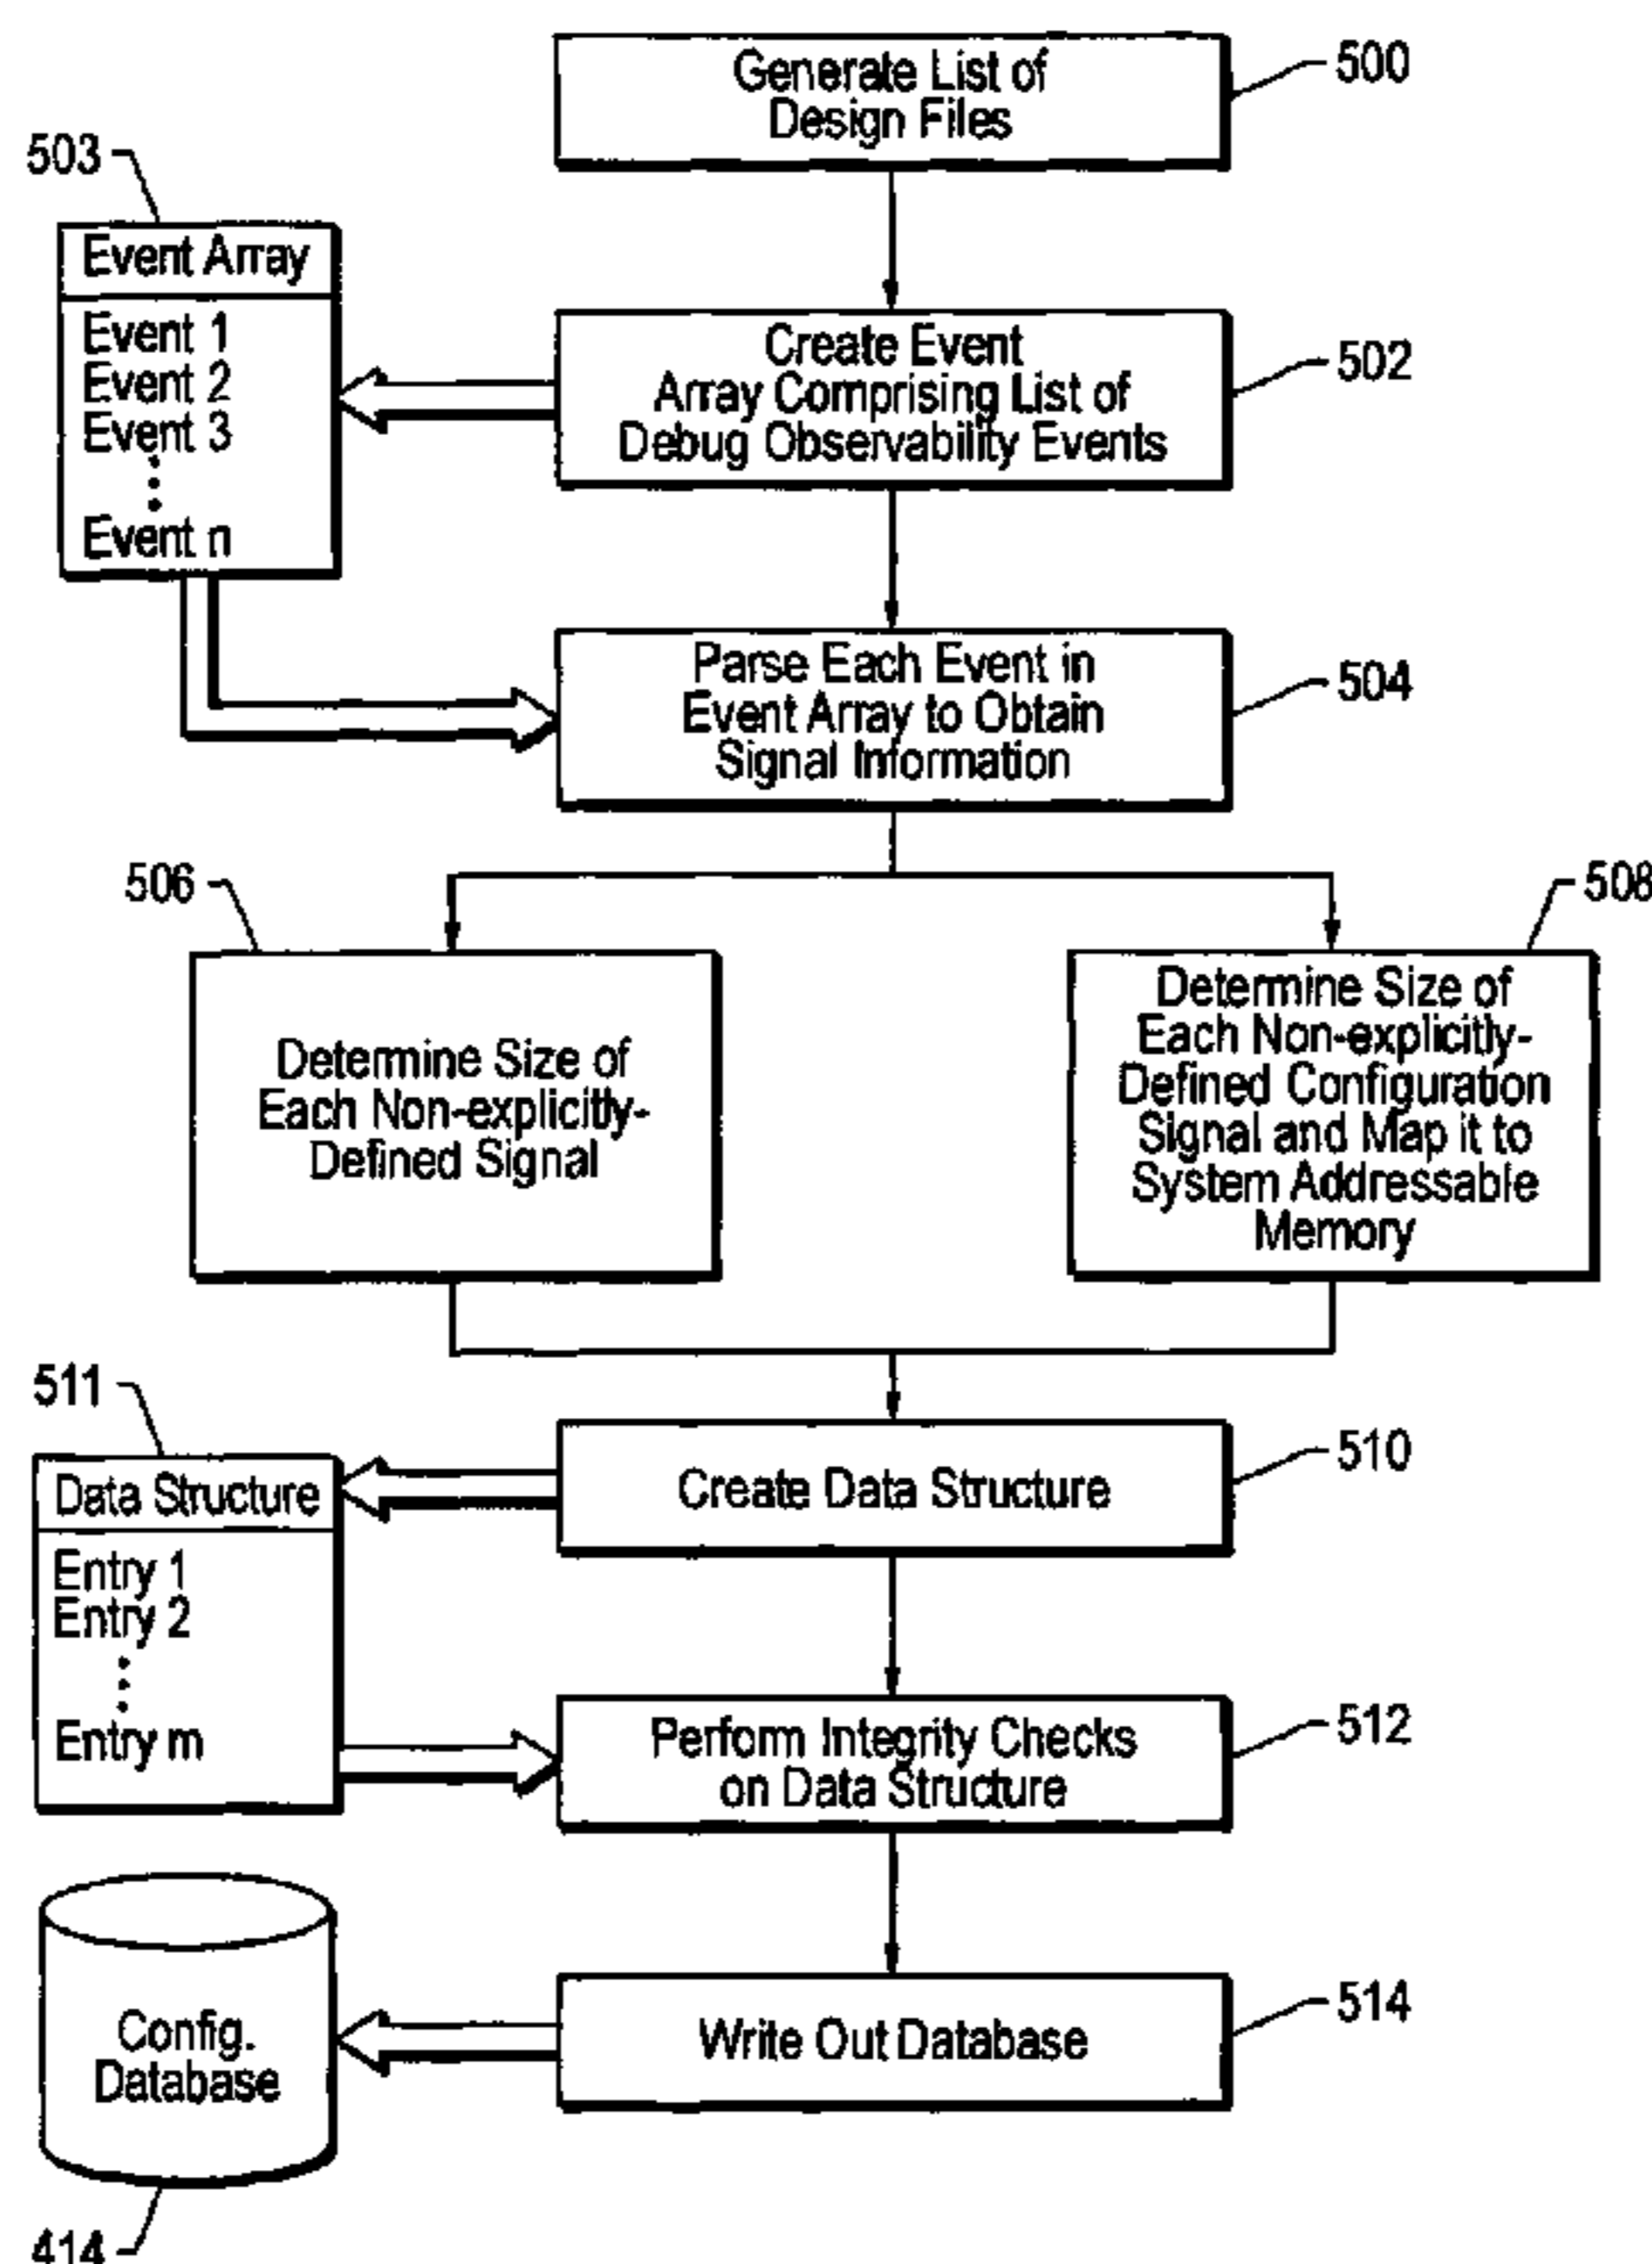 Generate List of
Design Files
500
503
Event Array
Event 1
Event 2
Event 3
Event n
Create Event
Array Comprising List of
Debug Observability Events
502
Parse Each Event in
Event Array to Obtain
Signal Information
504
506
Determine Size of
Each Non-explicitly-
Defined Signal
508
Determine Size of
Each Non-explicitly-
Defined Configuration
Signal and Map it to
System Addressable
Memory
511
Data Structure
Entry 1
Entry 2
Entry m
Create Data Structure
510
Perform Integrity Checks
on Data Structure
512
Config.
Database
414
Write Out Database
514